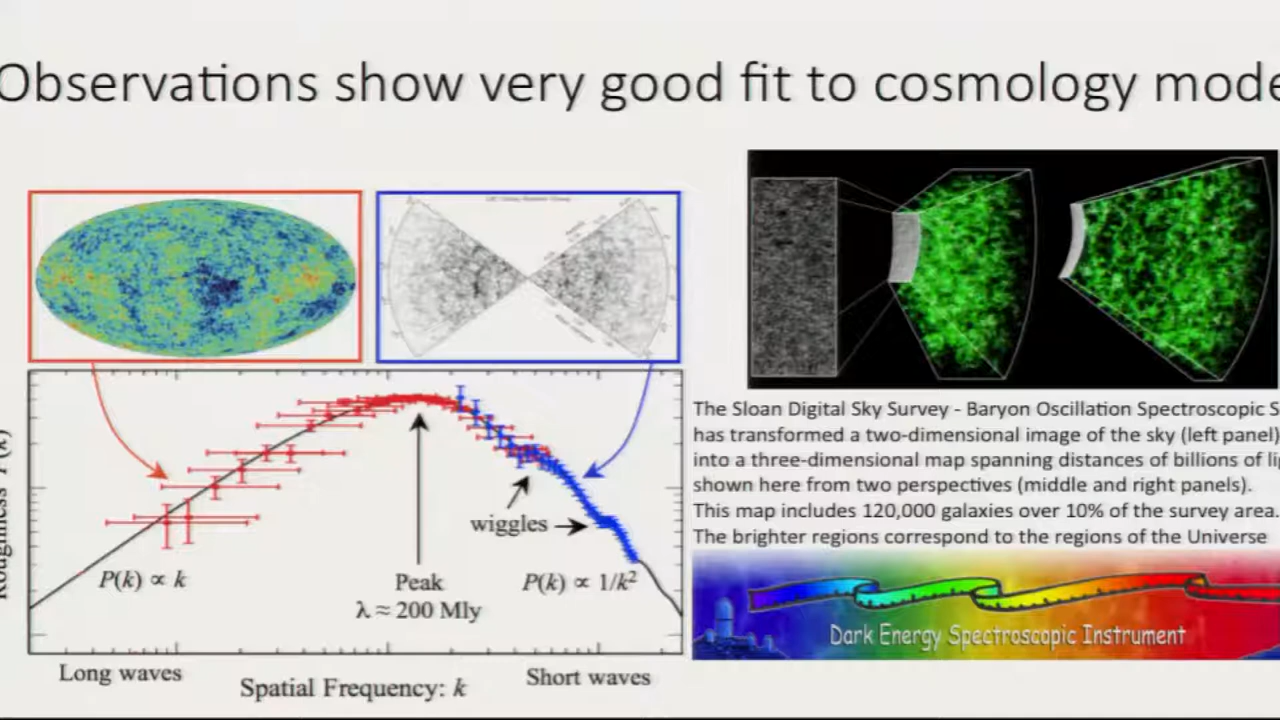 Observations show very good fit to cosmology mode
The Sloan Digital Sky Survey - Baryon Oscillation Spectroscopic S
has transformed a two-dimensional image of the sky (left panel)
into a three-dimensional map spanning distances of billions of li
shown here from two perspectives (middle and right panels).
This map includes 120,000 galaxies over 10% of the survey area.
The brighter regions correspond to the regions of the Universe
Roughness P(k)
wiggles
P(k) ∝ k
Peak
λ ≈ 200 Mly
P(k) ∝ 1/k²
Long waves
Spatial Frequency: k
Short waves
Dark Energy Spectroscopic Instrument